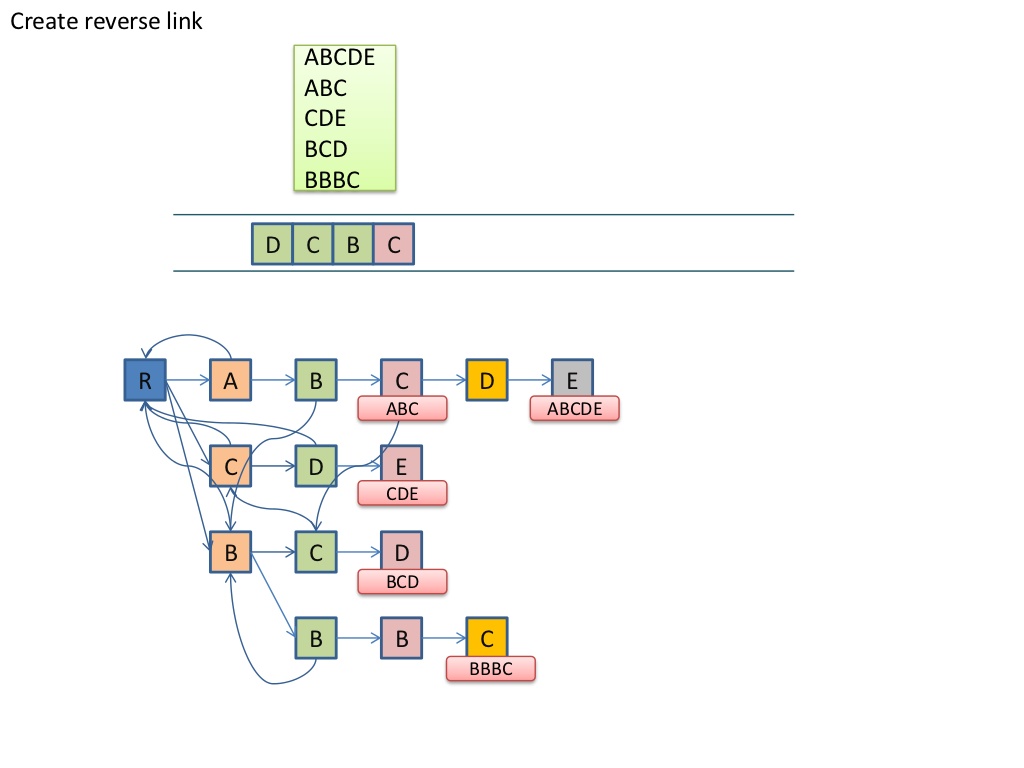 Create reverse link
ABCDE
ABC
CDE
BCD
BBBC
D C B C
R A B C D E
ABC ABCDE
C D E
CDE
B C D
BCD
B B C
BBBC